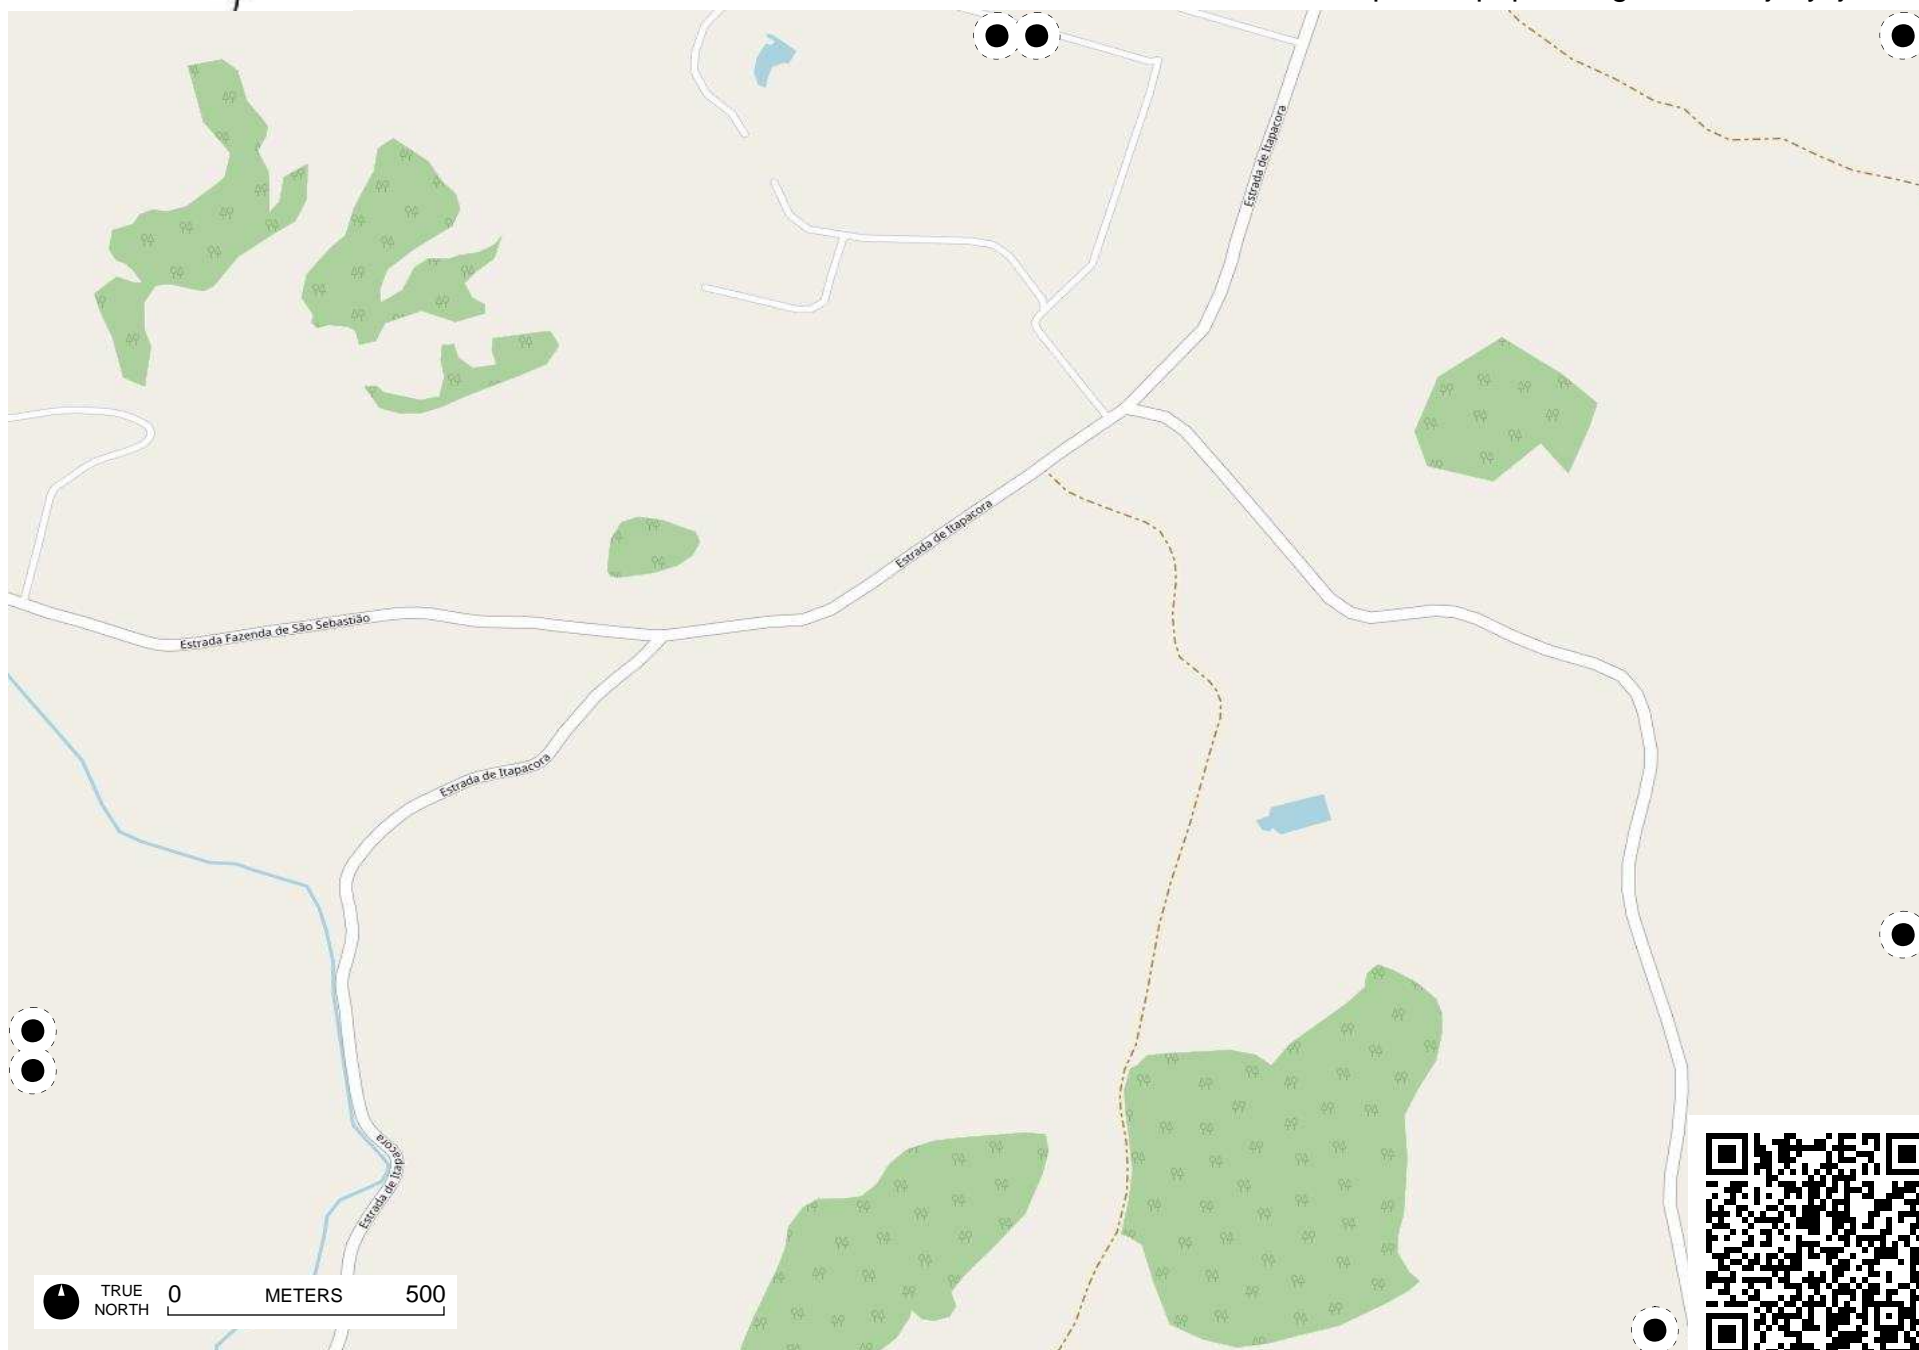 Estrada de Itapacora
Estrada de Itapacora
Estrada Fazenda de São Sebastião
Estrada de Itapacora
Estrada de Itapacora
TRUE
NORTH
0 METERS 500